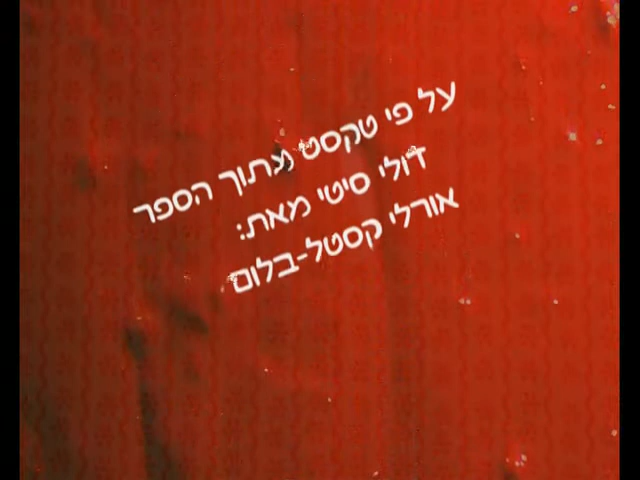 על פי טקסט מתוך הספר
דולי סיטי מאת:
אורלי קסטל-בלום